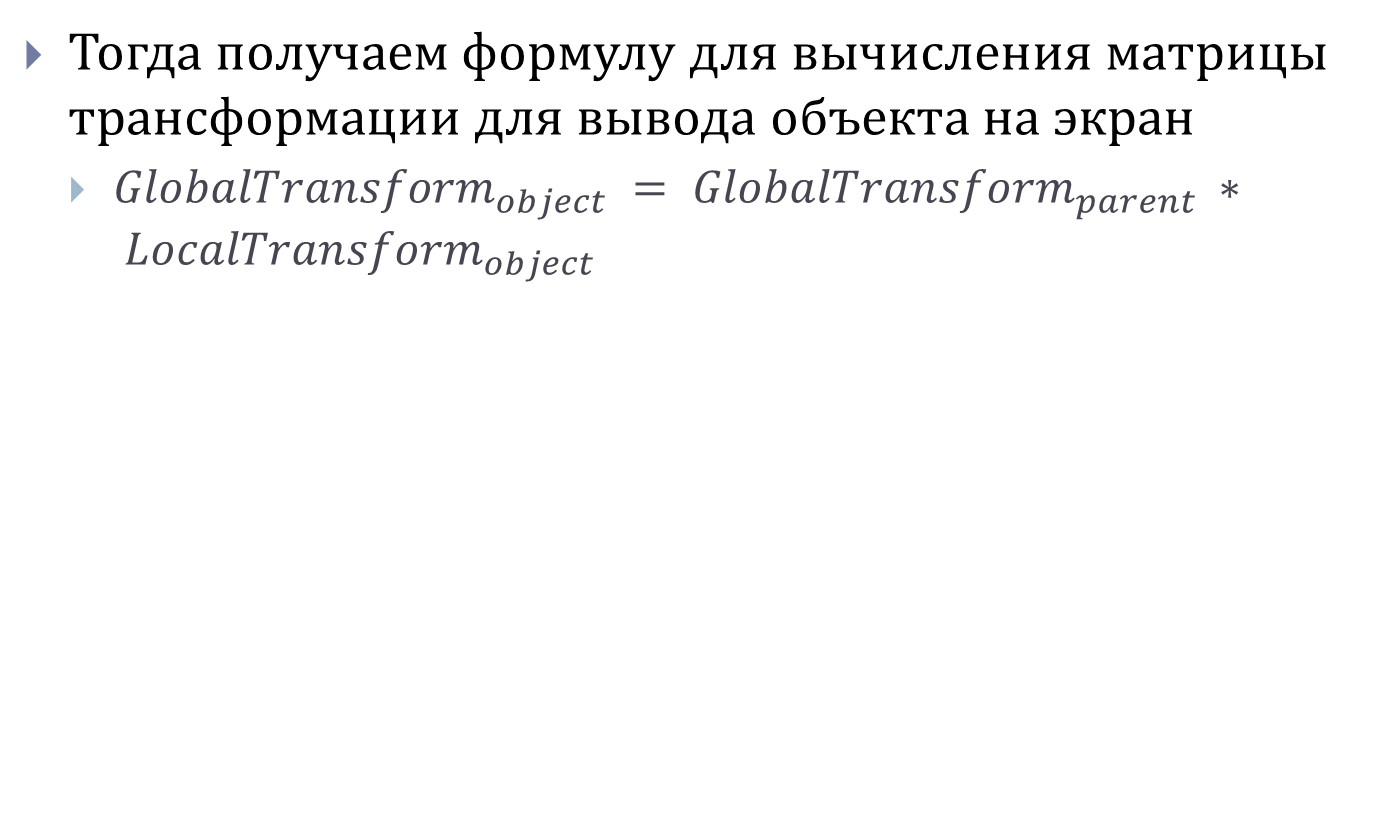 Тогда получаем формулу для вычисления матрицы
трансформации для вывода объекта на экран
GlobalTransform_object = GlobalTransform_parent *
LocalTransform_object